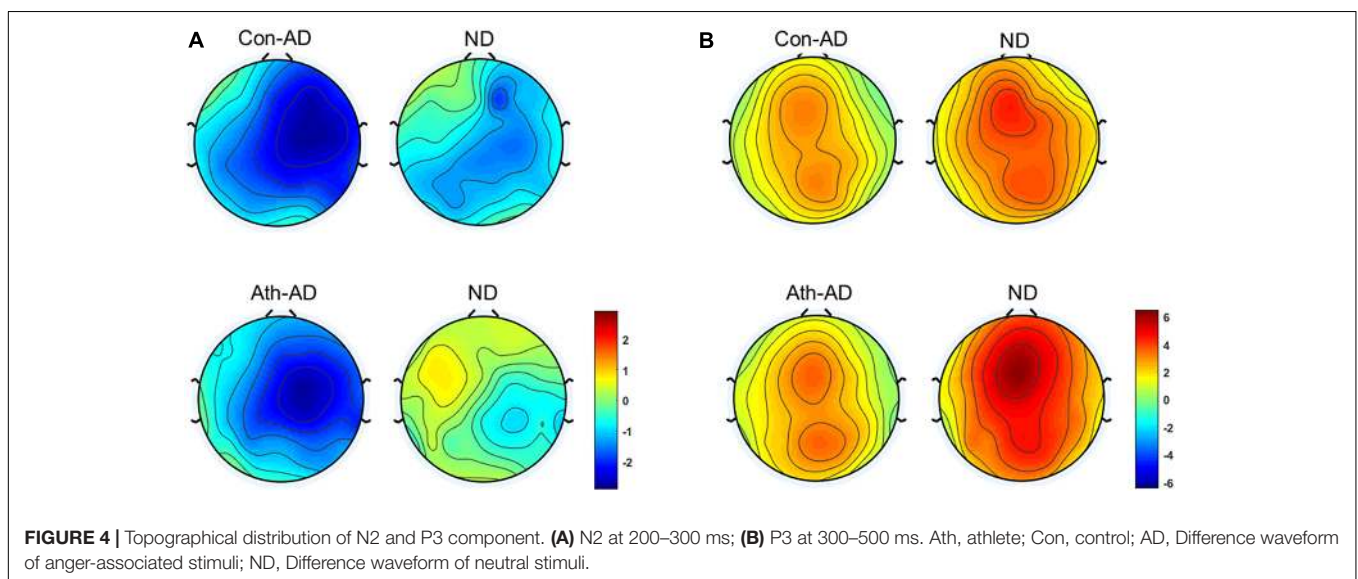 A
Con-AD
ND
B
Con-AD
ND
Ath-AD
ND
2
1
0
-1
-2
Ath-AD
ND
6
4
2
0
-2
-4
-6
FIGURE 4 | Topographical distribution of N2 and P3 component. (A) N2 at 200–300 ms; (B) P3 at 300–500 ms. Ath, athlete; Con, control; AD, Difference waveform
of anger-associated stimuli; ND, Difference waveform of neutral stimuli.